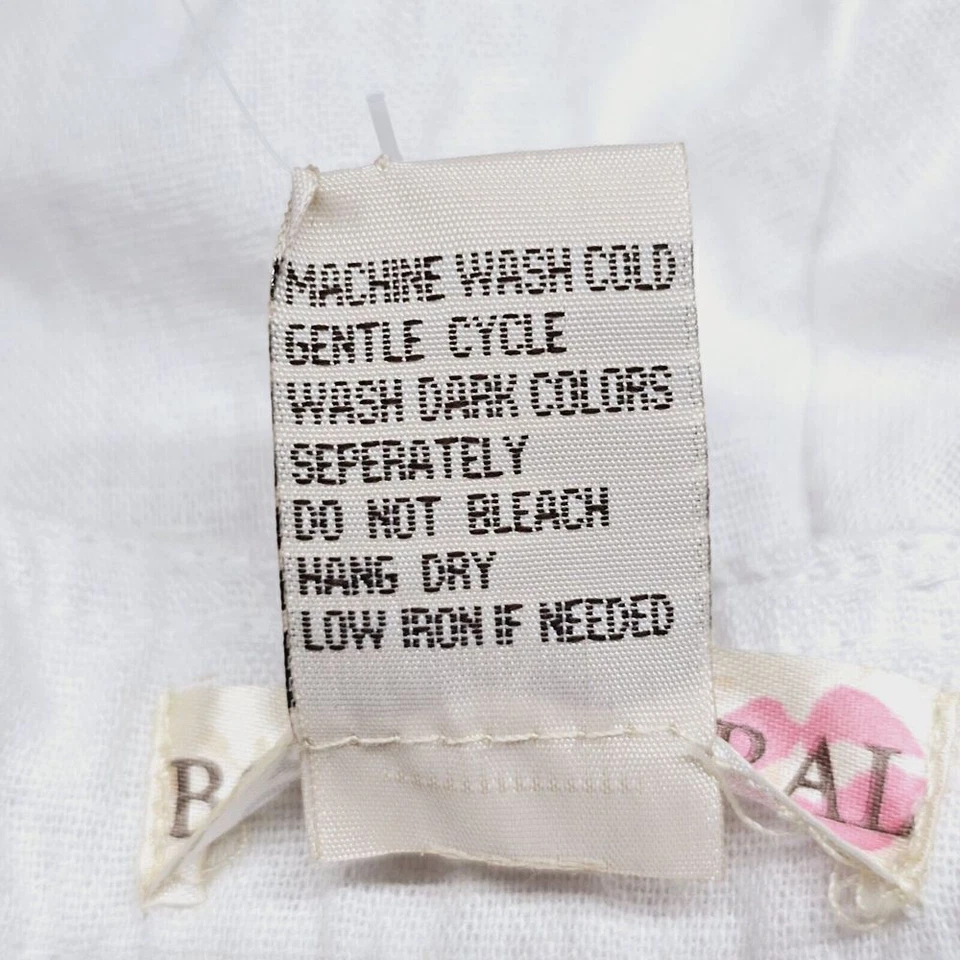 MACHINE WASH COLD
GENTLE CYCLE
WASH DARK COLORS
SEPERATELY
DO NOT BLEACH
HANG DRY
LOW IRON IF NEEDED